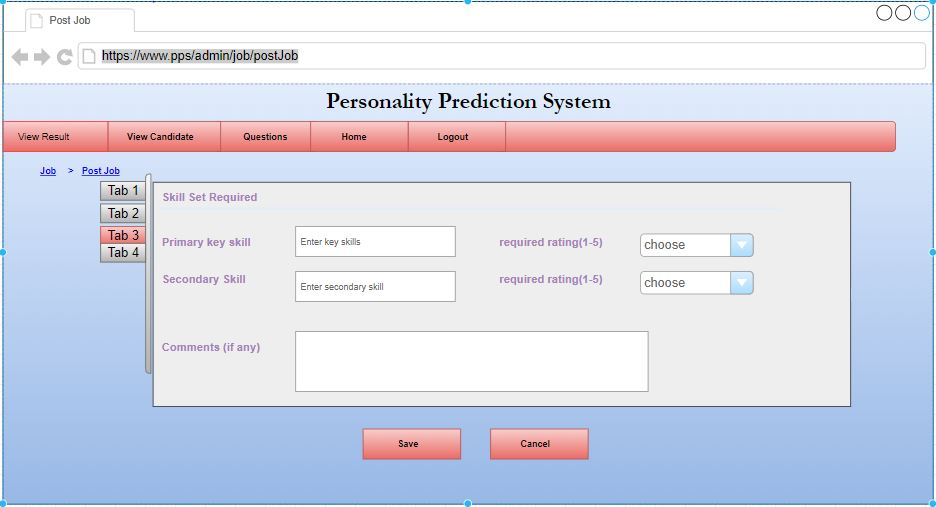 Post Job
https://www.pps/admin/job/postJob
Personality Prediction System
View Result View Candidate Questions Home Logout
Job > Post Job
Tab 1
Tab 2
Tab 3
Tab 4
Skill Set Required
Primary key skill Enter key skills required rating(1-5) choose
Secondary Skill Enter secondary skill required rating(1-5) choose
Comments (if any)
Save Cancel